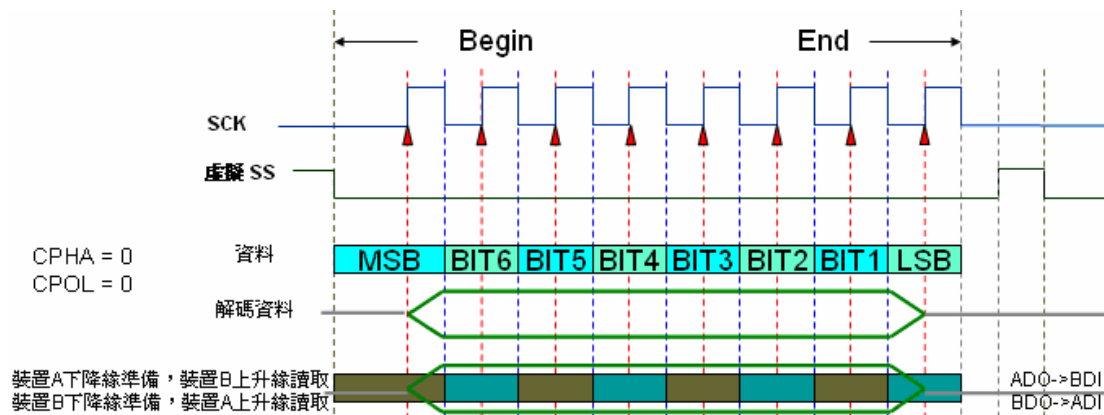 Begin
End
SCK
虛擬 SS
CPHA = 0
CPOL = 0
資料
MSB BIT6 BIT5 BIT4 BIT3 BIT2 BIT1 LSB
解碼資料
裝置A下降緣準備，裝置B上升緣讀取
裝置B下降緣準備，裝置A上升緣讀取
ADO->BDI
BDO->ADI